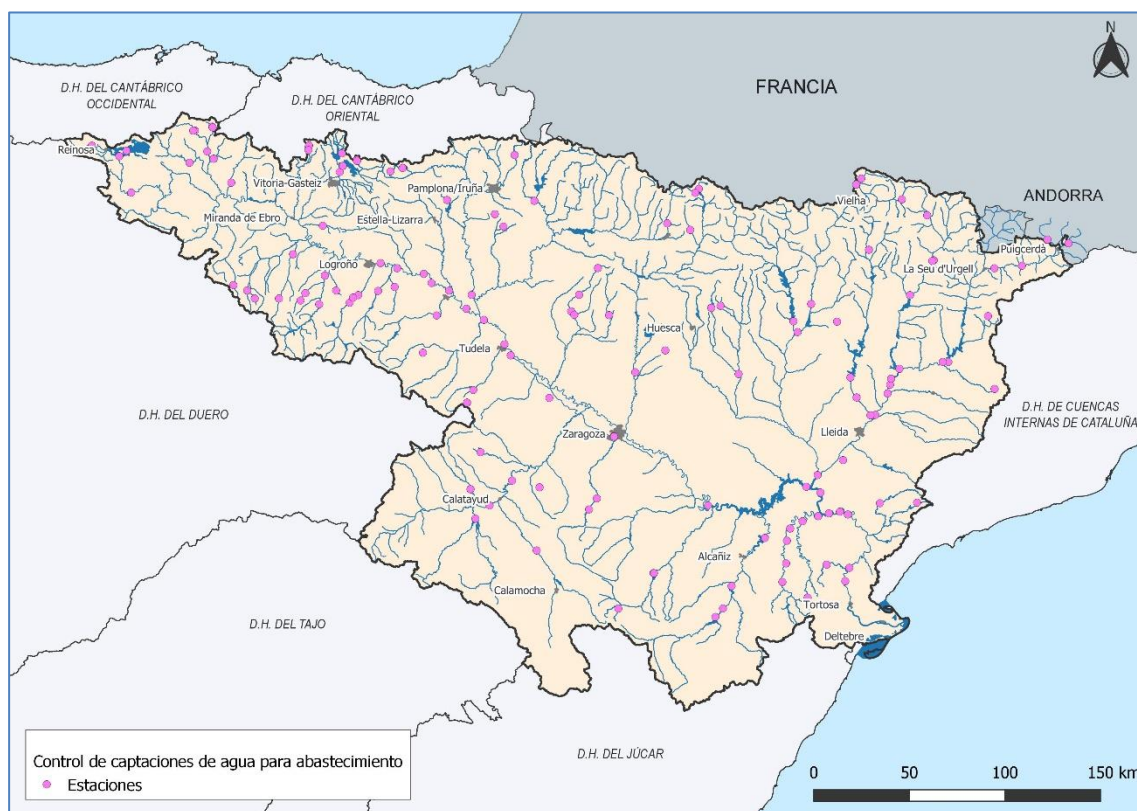 N
FRANCIA
D.H. DEL CANTÁBRICO
OCCIDENTAL
D.H. DEL CANTÁBRICO
ORIENTAL
Reinosa
Vitoria-Gasteiz
Pamplona/Iruña
Vielha
ANDORRA
Miranda de Ebro
Estella-Lizarra
Puigcerdà
Logroño
La Seu d'Urgell
Huesca
Tudela
D.H. DEL DUERO
D.H. DE CUENCAS
INTERNAS DE CATALUÑA
Zaragoza
Lleida
Calatayud
Alcañiz
Calamocha
Tortosa
D.H. DEL TAJO
Deltebre
D.H. DEL JÚCAR
Control de captaciones de agua para abastecimiento
Estaciones
0 50 100 150 km